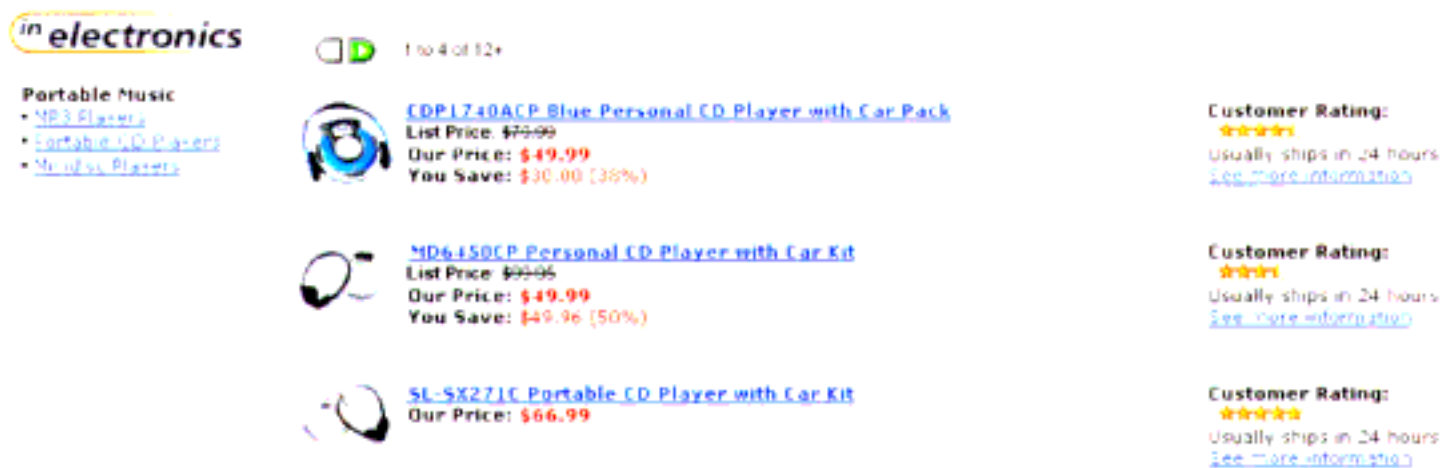 in electronics
1 to 4 of 12+
Portable Music
• MP3 Players
• Portable CD Players
• Minidisc Players
CDP1740ACP Blue Personal CD Player with Car Pack
List Price: $79.99
Our Price: $49.99
You Save: $30.00 (38%)
Customer Rating:
Usually ships in 24 hours
See more information
MD6450CP Personal CD Player with Car Kit
List Price: $99.95
Our Price: $49.99
You Save: $49.96 (50%)
Customer Rating:
Usually ships in 24 hours
See more information
SL-SX271C Portable CD Player with Car Kit
Our Price: $66.99
Customer Rating:
Usually ships in 24 hours
See more information